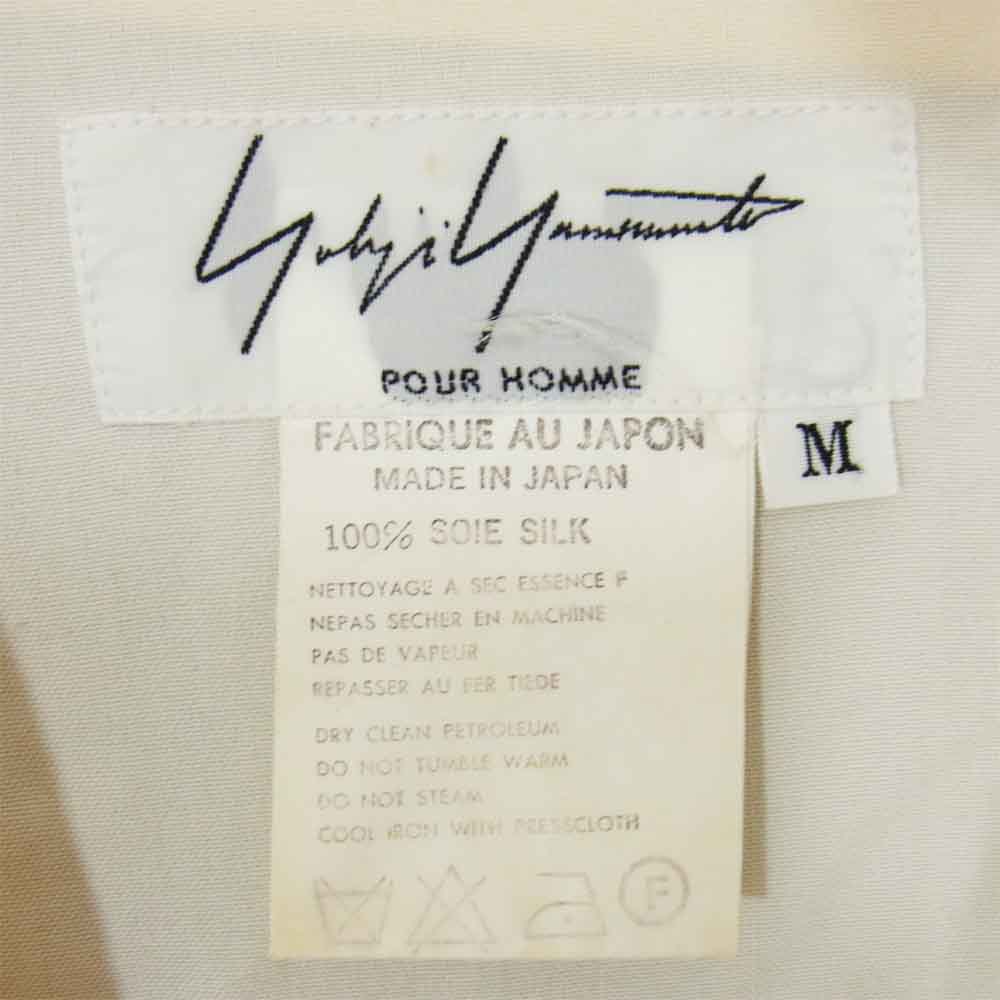 Yohji Yamamoto
POUR HOMME
M
FABRIQUE AU JAPON
MADE IN JAPAN
100% SOIE SILK
NETTOYAGE A SEC ESSENCE F
NEPAS SECHER EN MACHINE
PAS DE VAPEUR
REPASSER AU FER TIEDE
DRY CLEAN PETROLEUM
DO NOT TUMBLE WARM
DO NOT STEAM
COOL IRON WITH PRESSCLOTH
F